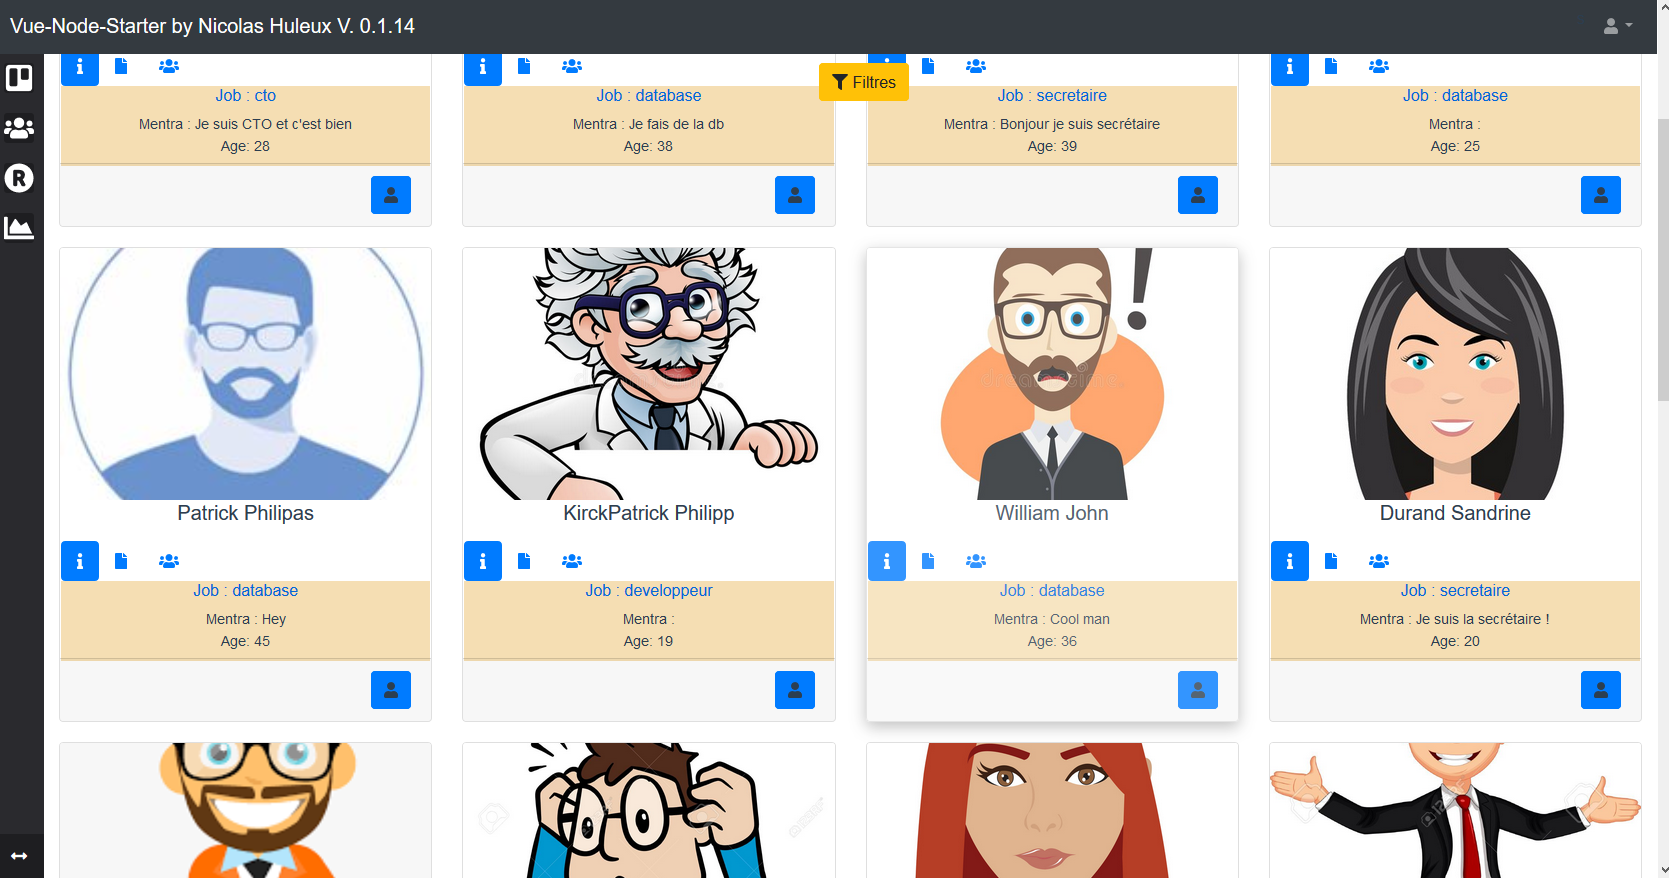 Vue-Node-Starter by Nicolas Huleux V. 0.1.14
Filtres
Job : cto
Mentra : Je suis CTO et c'est bien
Age: 28
Job : database
Mentra : Je fais de la db
Age: 38
Job : secretaire
Mentra : Bonjour je suis secrétaire
Age: 39
Job : database
Mentra :
Age: 25
Patrick Philipas
Job : database
Mentra : Hey
Age: 45
KirckPatrick Philipp
Job : developpeur
Mentra :
Age: 19
William John
Job : database
Mentra : Cool man
Age: 36
Durand Sandrine
Job : secretaire
Mentra : Je suis la secrétaire !
Age: 20